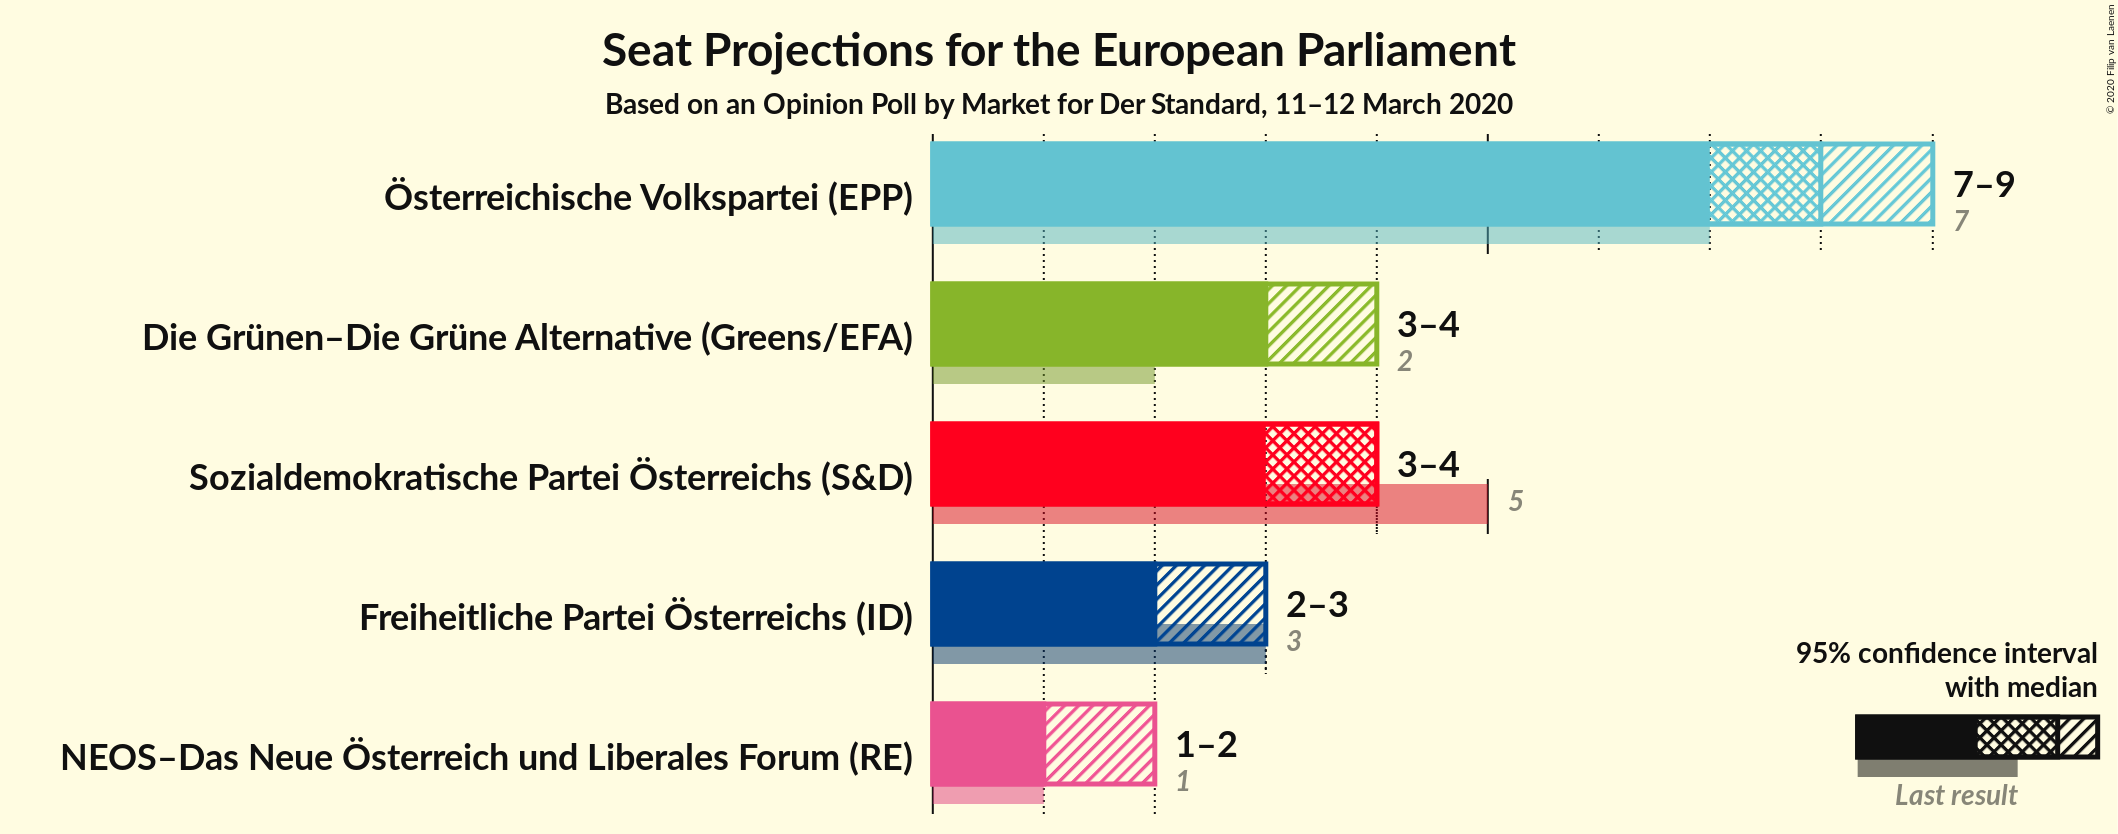 Seat Projections for the European Parliament
Based on an Opinion Poll by Market for Der Standard, 11–12 March 2020
© 2020 Filip van Laenen
Österreichische Volkspartei (EPP)
7–9
7
Die Grünen–Die Grüne Alternative (Greens/EFA)
3–4
2
Sozialdemokratische Partei Österreichs (S&D)
3–4
5
Freiheitliche Partei Österreichs (ID)
2–3
3
NEOS–Das Neue Österreich und Liberales Forum (RE)
1–2
1
95% confidence interval
with median
Last result